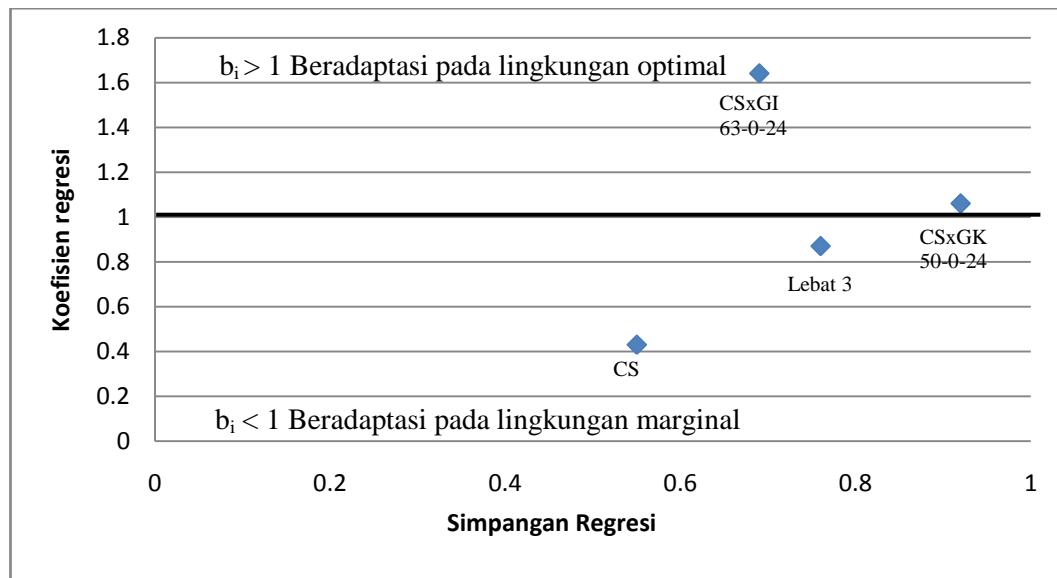 1.8
b_i > 1 Beradaptasi pada lingkungan optimal
1.6
CSxGI
63-0-24
1.4
1.2
1
CSxGK
50-0-24
0.8
Lebat 3
0.6
0.4
CS
0.2
b_i < 1 Beradaptasi pada lingkungan marginal
0
0 0.2 0.4 0.6 0.8 1
Simpangan Regresi
Koefisien regresi